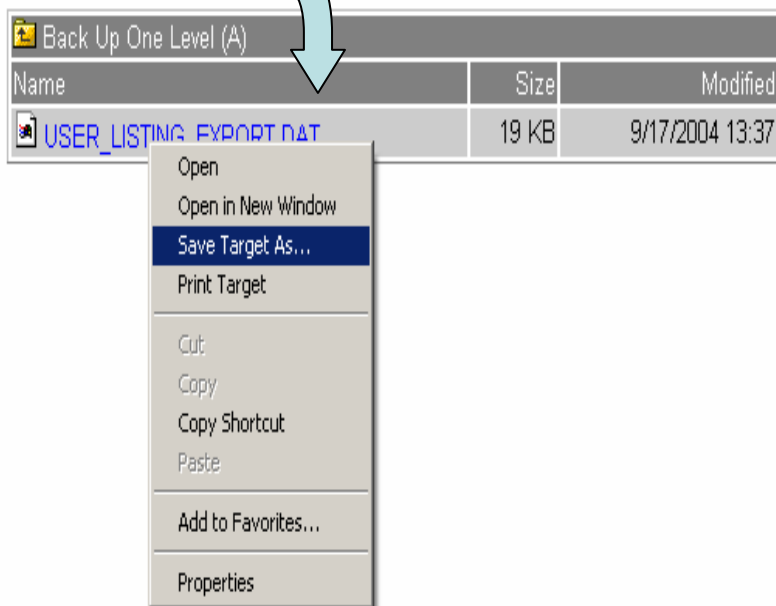 Back Up One Level (A)
Name Size Modified
USER_LISTING_EXPORT.DAT 19 KB 9/17/2004 13:37
Open
Open in New Window
Save Target As...
Print Target
Cut
Copy
Copy Shortcut
Paste
Add to Favorites...
Properties